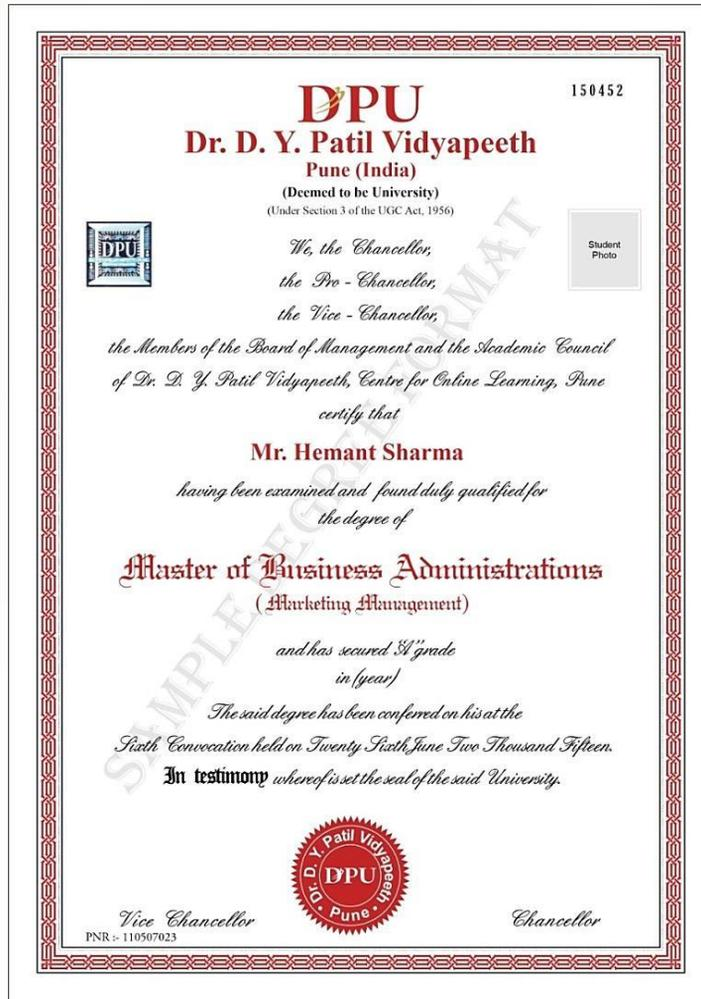 150452
DPU
Dr. D. Y. Patil Vidyapeeth
Pune (India)
(Deemed to be University)
(Under Section 3 of the UGC Act, 1956)
DPU
Student
Photo
We, the Chancellor,
the Pro - Chancellor,
the Vice - Chancellor,
the Members of the Board of Management and the Academic Council
of Dr. D. Y. Patil Vidyapeeth, Centre for Online Learning, Pune
certify that
Mr. Hemant Sharma
having been examined and found duly qualified for
the degree of
Master of Business Administrations
( Marketing Management)
and has secured "A" grade
in (year)
The said degree has been conferred on his at the
Sixth Convocation held on Twenty Sixth June Two Thousand Fifteen.
In testimony whereof is set the seal of the said University.
SAMPLE DEGREE FORMAT
Dr. D. Y. Patil Vidyapeeth
DPU
Pune
Vice Chancellor
Chancellor
PNR :- 110507023